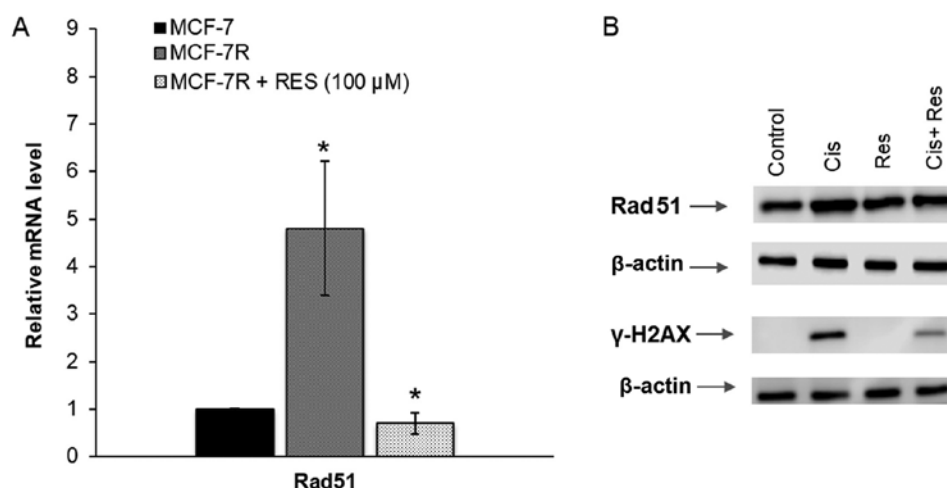 A
9
8
7
6
5
4
3
2
1
0
Relative mRNA level
MCF-7
MCF-7R
MCF-7R + RES (100 µM)
*
*
Rad51
B
Control
Cis
Res
Cis+ Res
Rad51
β-actin
γ-H2AX
β-actin